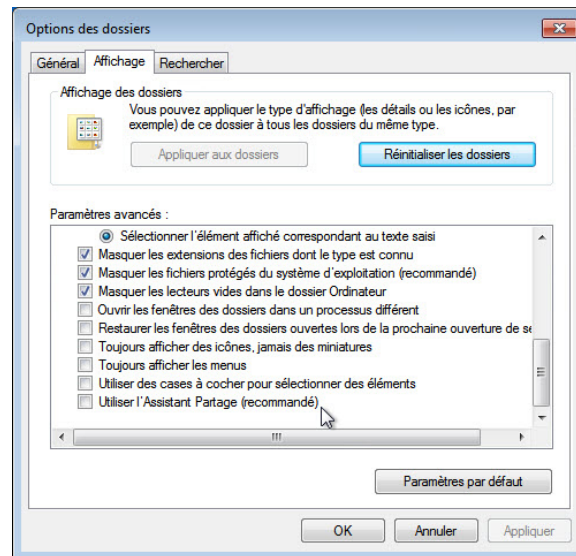 Options des dossiers
Général Affichage Rechercher
Affichage des dossiers
Vous pouvez appliquer le type d'affichage (les détails ou les icônes, par
exemple) de ce dossier à tous les dossiers du même type.
Appliquer aux dossiers Réinitialiser les dossiers
Paramètres avancés :
Sélectionner l'élément affiché correspondant au texte saisi
Masquer les extensions des fichiers dont le type est connu
Masquer les fichiers protégés du système d'exploitation (recommandé)
Masquer les lecteurs vides dans le dossier Ordinateur
Ouvrir les fenêtres des dossiers dans un processus différent
Restaurer les fenêtres des dossiers ouvertes lors de la prochaine ouverture de
Toujours afficher des icônes, jamais des miniatures
Toujours afficher les menus
Utiliser des cases à cocher pour sélectionner des éléments
Utiliser l'Assistant Partage (recommandé)
Paramètres par défaut
OK Annuler Appliquer